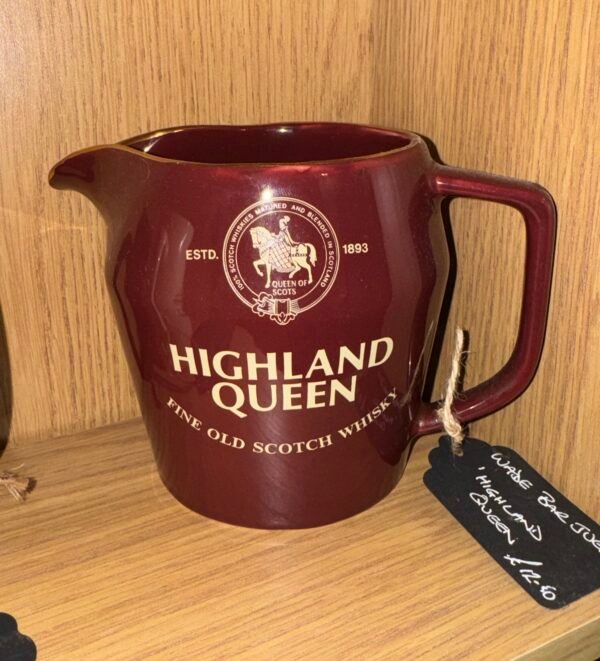 100% SCOTCH WHISKIES MATURED AND BLENDED IN SCOTLAND
ESTD.
1893
QUEEN OF
SCOTS
HIGHLAND
QUEEN
FINE OLD SCOTCH WHISKY
WADE BAR JUG
'HIGHLAND
QUEEN
£12.50